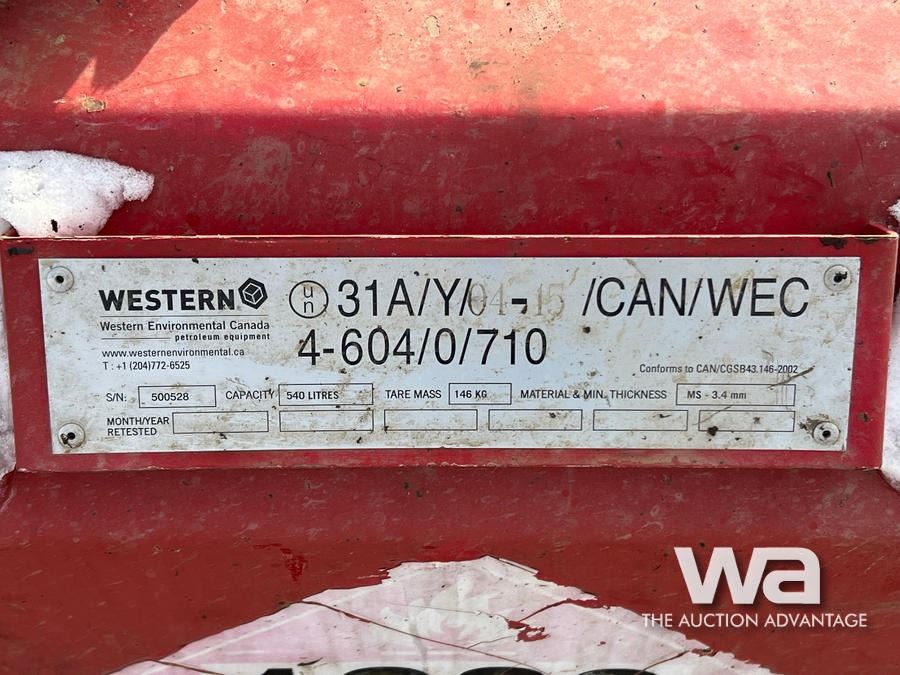 WESTERN
Western Environmental Canada
petroleum equipment
www.westernenvironmental.ca
T : +1 (204)772-6525
un 31A/Y/04-15 /CAN/WEC
4-604/0/710
Conforms to CAN/CGSB43.146-2002
S/N: 500528 CAPACITY 540 LITRES TARE MASS 146 KG MATERIAL & MIN. THICKNESS MS - 3.4 mm
MONTH/YEAR
RETESTED
wa
THE AUCTION ADVANTAGE